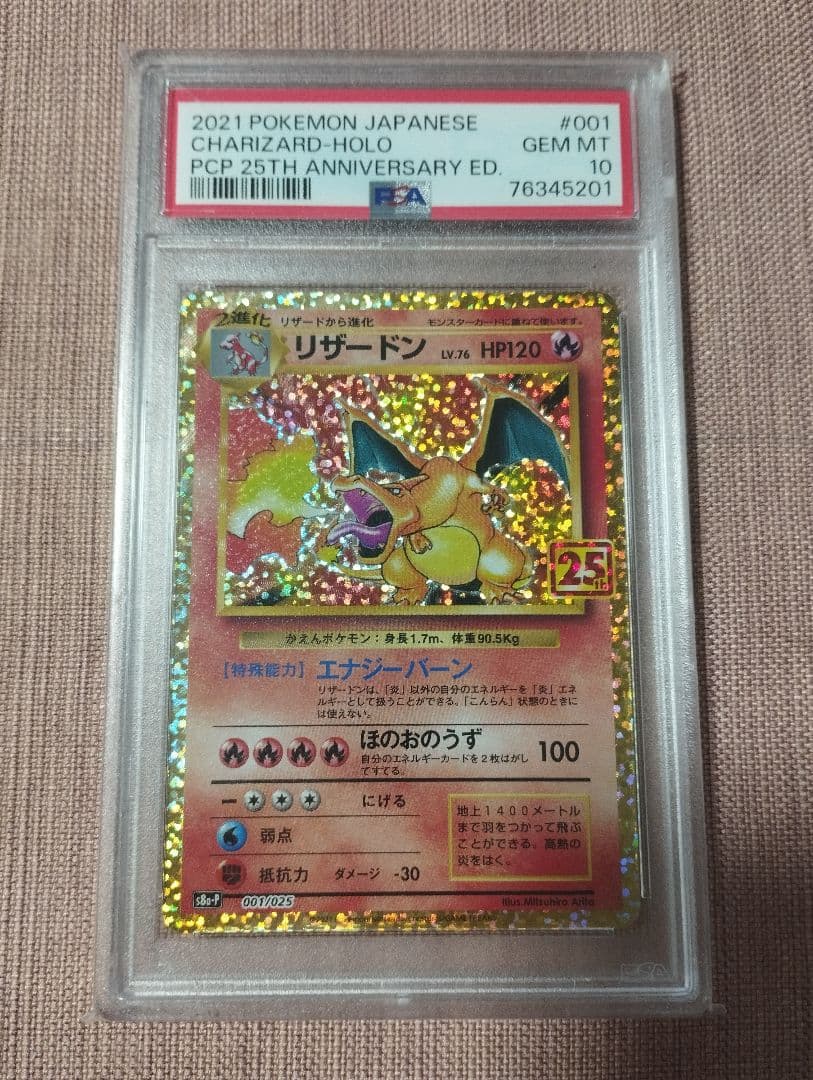 2021 POKEMON JAPANESE #001
CHARIZARD-HOLO GEM MT
PCP 25TH ANNIVERSARY ED. 10
PSA 76345201
2進化 リザードから進化 モンスターカードに重ねて使います。
リザードン LV.76 HP120
25th
かえんポケモン：身長1.7m、体重90.5Kg
［特殊能力］ エナジーバーン
リザードンは、「炎」以外の自分のエネルギーを「炎」エネ
ルギーとして扱うことができる。「こんらん」状態のときに
は使えない。
ほのおのうず 100
自分のエネルギーカードを2枚はがし
てすてる。
にげる
弱点
抵抗力 ダメージ -30
地上1400メートル
まで羽をつかって飛ぶ
ことができる。高熱の
炎をはく。
s8a-P 001/025
Illus.Mitsuhiro Arita
PSA